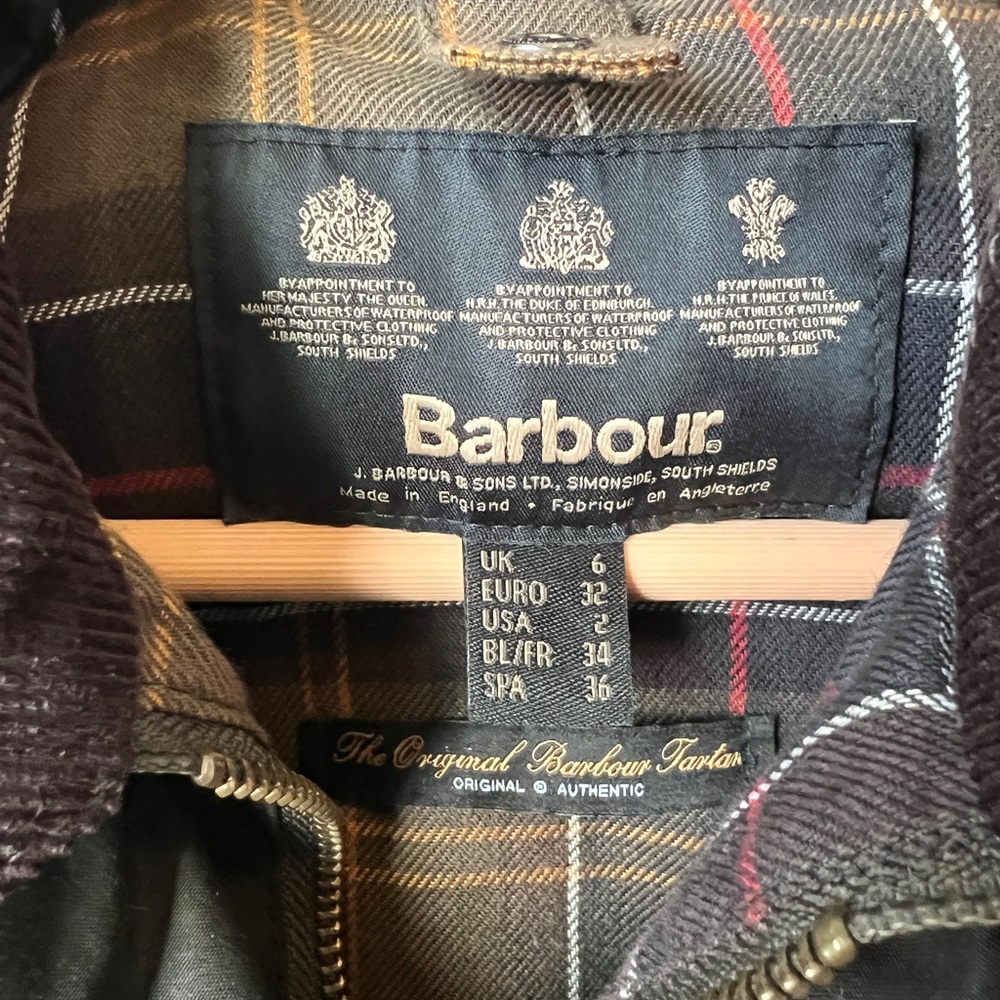 BY APPOINTMENT TO
HER MAJESTY THE QUEEN.
MANUFACTURERS OF WATERPROOF
AND PROTECTIVE CLOTHING
J. BARBOUR & SONS LTD.,
SOUTH SHIELDS
BY APPOINTMENT TO
H.R.H. THE DUKE OF EDINBURGH.
MANUFACTURERS OF WATERPROOF
AND PROTECTIVE CLOTHING
J. BARBOUR & SONS LTD.,
SOUTH SHIELDS
BY APPOINTMENT TO
H.R.H. THE PRINCE OF WALES.
MANUFACTURERS OF WATERPROOF
AND PROTECTIVE CLOTHING
J. BARBOUR & SONS LTD.,
SOUTH SHIELDS
Barbour®
J. BARBOUR & SONS LTD., SIMONSIDE, SOUTH SHIELDS
Made in England • Fabriqué en Angleterre
UK 6
EURO 32
USA 2
BL/FR 34
SPA 36
The Original Barbour Tartan
ORIGINAL © AUTHENTIC